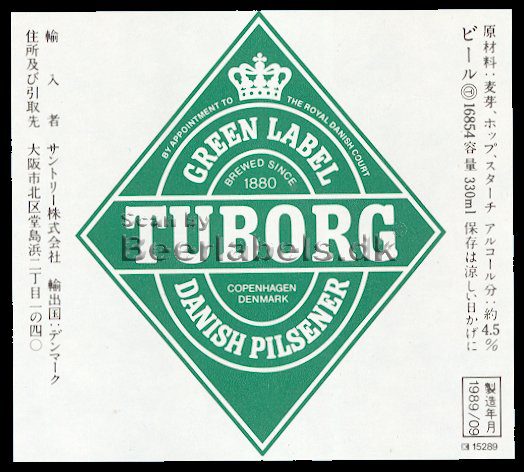 BY APPOINTMENT TO THE ROYAL DANISH COURT
GREEN LABEL
BREWED SINCE
1880
TUBORG
COPENHAGEN
DENMARK
DANISH PILSENER
Scan by
Beerlabels.dk
原材料:麦芽、ホップ、スターチ アルコール分:約4.5%
ビール Ⓣ16854 容量 330ml 保存は涼しい日かげに
製造年月
1989/09
15289
輸入者 サントリー株式会社 輸出国:デンマーク
住所及び引取先 大阪市北区堂島浜二丁目一の四〇